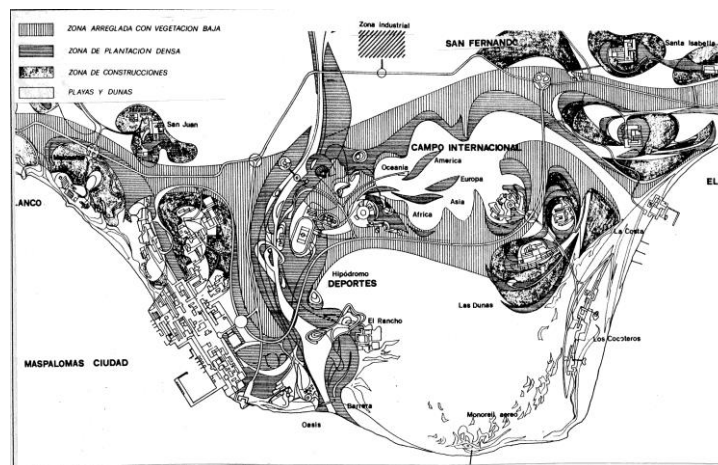 ZONA ARREGLADA CON VEGETACION BAJA
ZONA DE PLANTACION DENSA
ZONA DE CONSTRUCCIONES
PLAYAS Y DUNAS
Zona industrial
SAN FERNANDO
Santa Isabella
San Juan
CAMPO INTERNACIONAL
America
Oceania
Europa
Asia
Africa
EL
LANCO
La Costa
Hipódromo
DEPORTES
Las Dunas
El Rancho
Los Cocoteros
MASPALOMAS CIUDAD
Barrera
Monorail aereo
Oasis